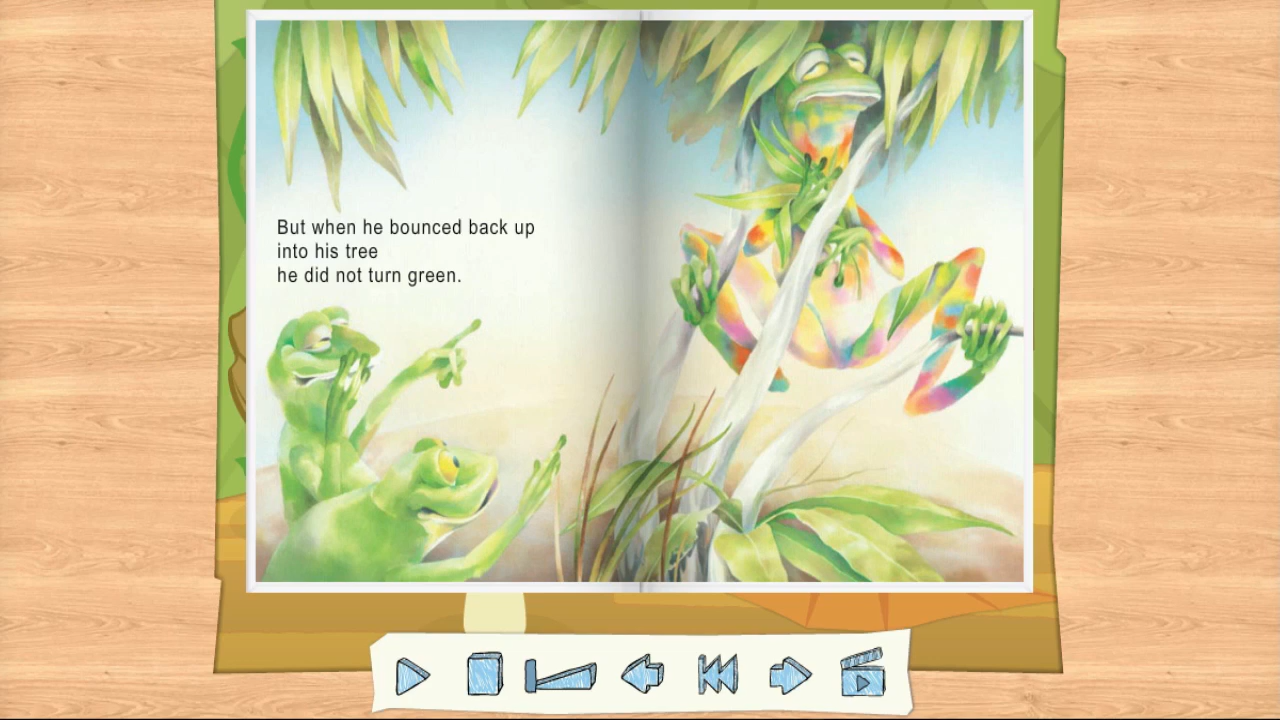 But when he bounced back up
into his tree
he did not turn green.